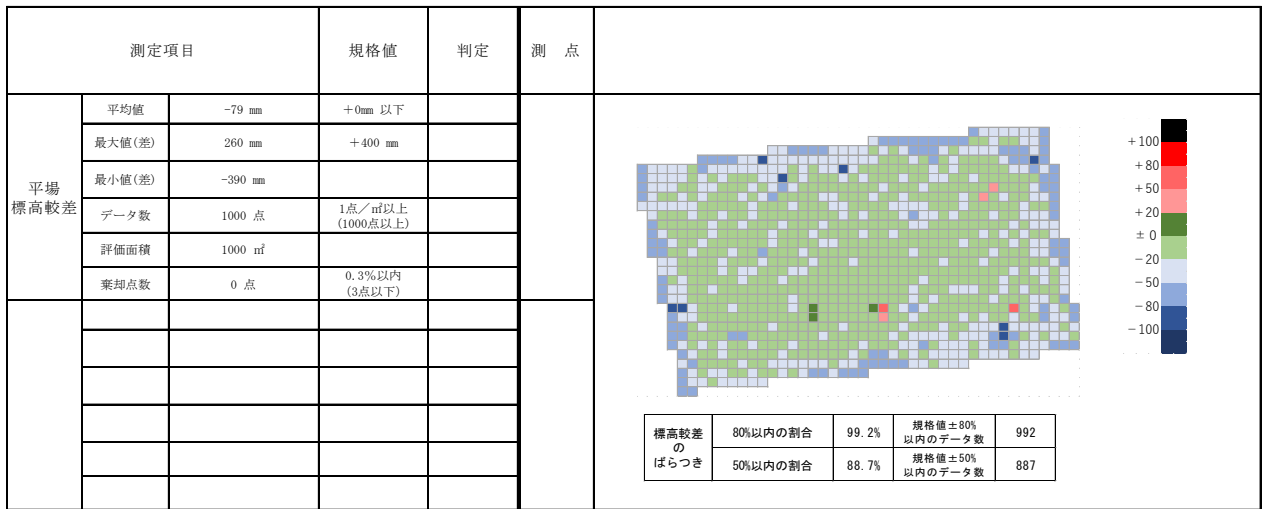 測定項目 規格値 判定 測 点
平場
標高較差
平均値 -79 mm +0mm 以下
最大値(差) 260 mm +400 mm
最小値(差) -390 mm
データ数 1000 点 1点／㎡以上
(1000点以上)
評価面積 1000 ㎡
棄却点数 0 点 0.3%以内
(3点以下)
+100
+80
+50
+20
±0
-20
-50
-80
-100
標高較差
の
ばらつき
80%以内の割合 99.2% 規格値±80%
以内のデータ数 992
50%以内の割合 88.7% 規格値±50%
以内のデータ数 887